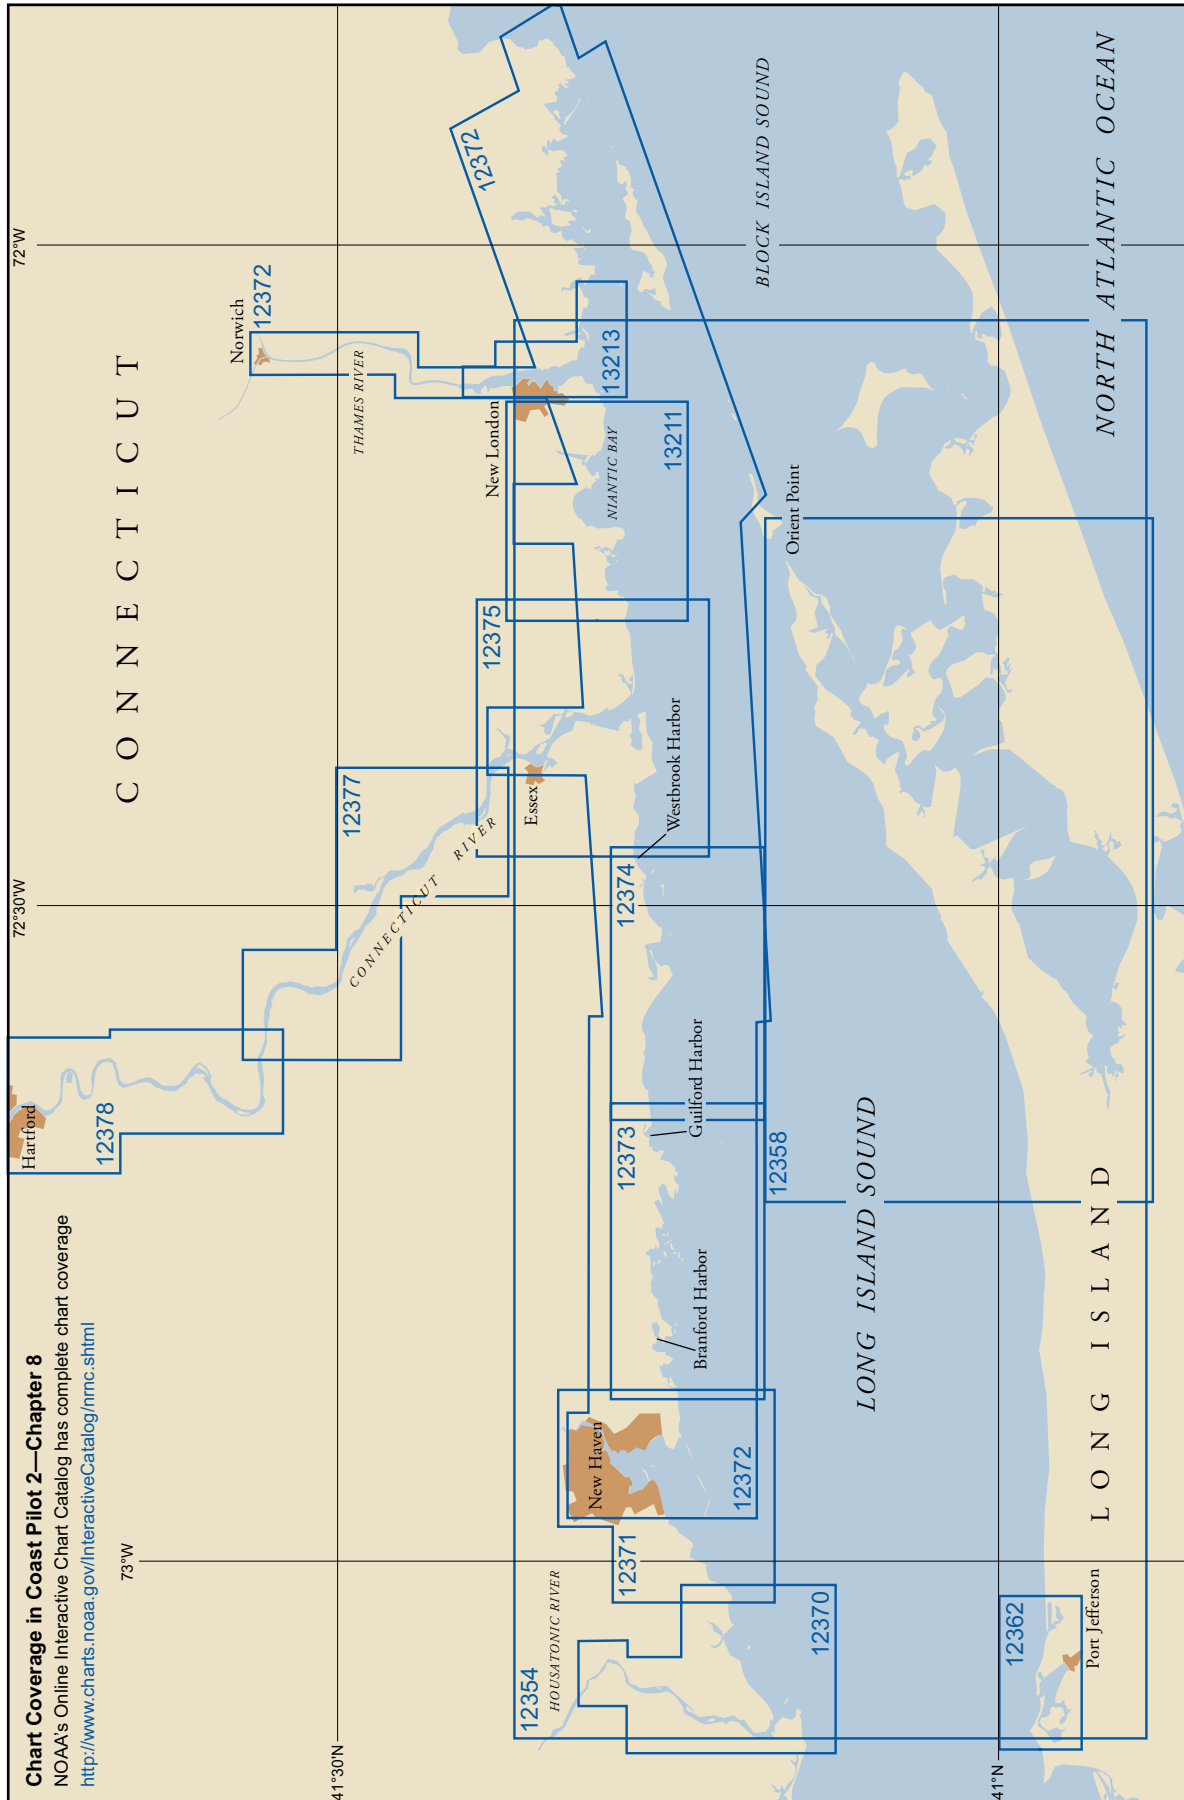 Chart Coverage in Coast Pilot 2—Chapter 8
NOAA's Online Interactive Chart Catalog has complete chart coverage
http://www.charts.noaa.gov/InteractiveCatalog/nrnc.shtml
73°W
72°30'W
72°W
41°30'N
41°N
CONNECTICUT
Hartford
12378
12377
CONNECTICUT RIVER
Norwich
12372
THAMES RIVER
12372
New London
12375
Essex
13213
13211
NIANTIC BAY
12354
HOUSATONIC RIVER
New Haven
12371
12373
12374
Westbrook Harbor
Guilford Harbor
Branford Harbor
12372
12358
Orient Point
BLOCK ISLAND SOUND
12370
LONG ISLAND SOUND
12362
Port Jefferson
LONG ISLAND
NORTH ATLANTIC OCEAN